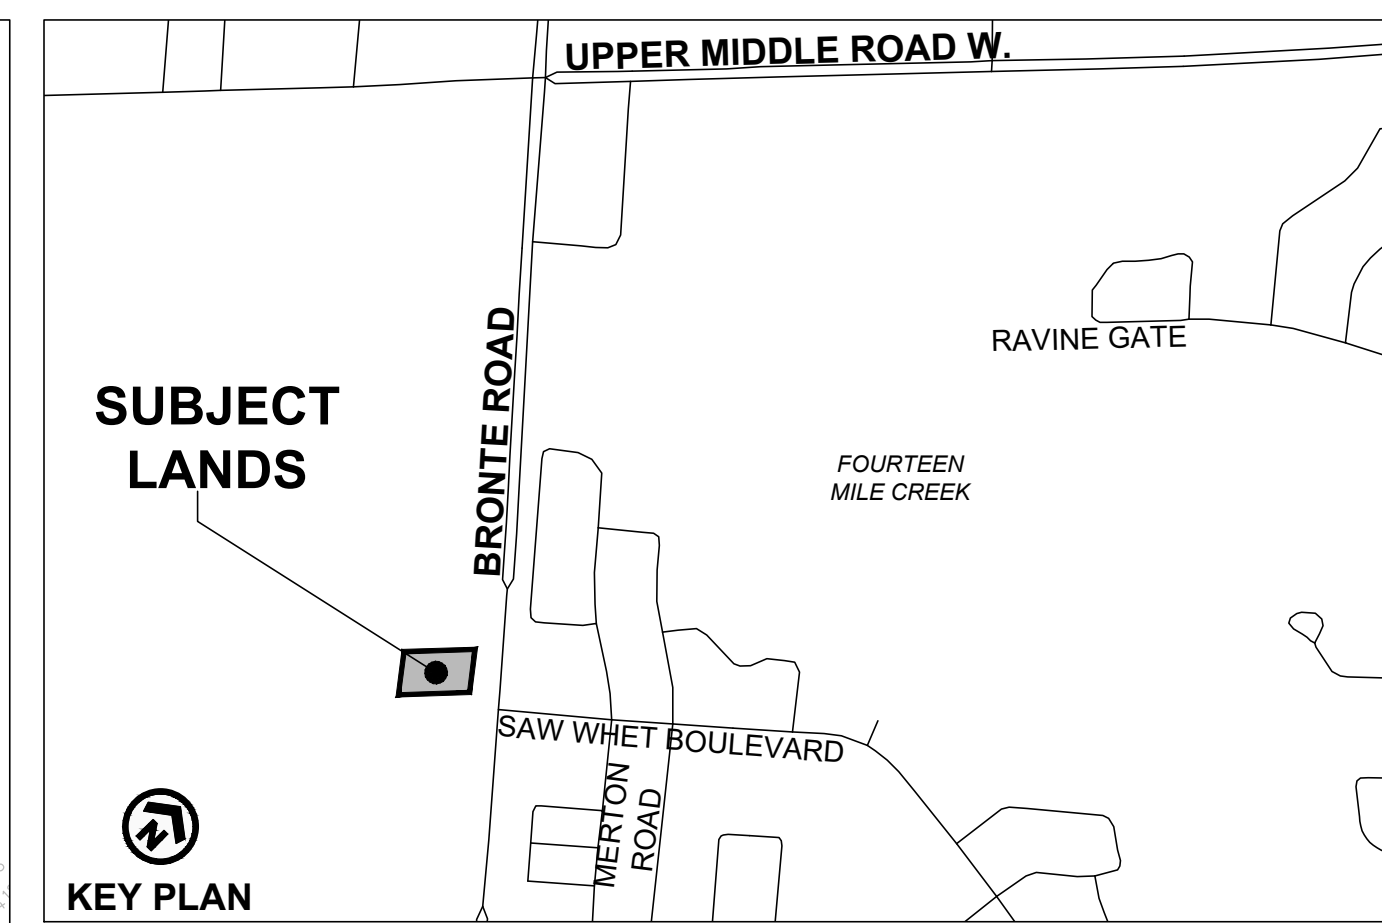 UPPER MIDDLE ROAD W.
BRONTE ROAD
RAVINE GATE
SUBJECT
LANDS
FOURTEEN
MILE CREEK
SAW WHET BOULEVARD
MERTON
ROAD
N
KEY PLAN